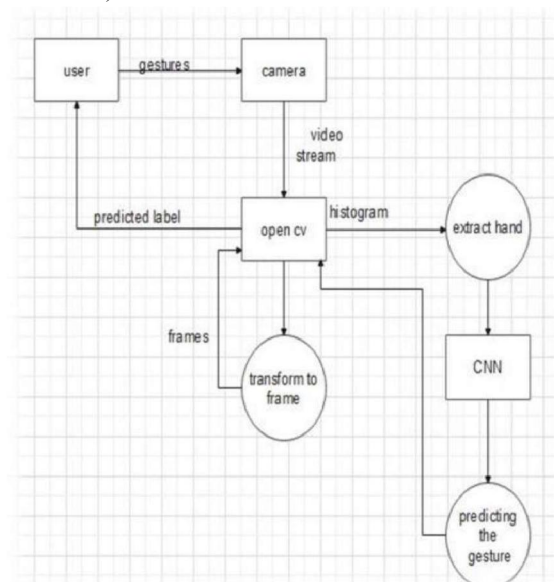 user
gestures
camera
video
stream
predicted label
open cv
histogram
extract hand
frames
transform to
frame
CNN
predicting
the
gesture